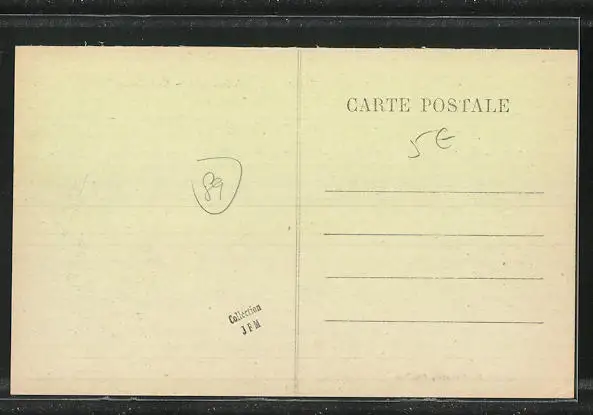 CARTE POSTALE
5€
89
Collection
J F M